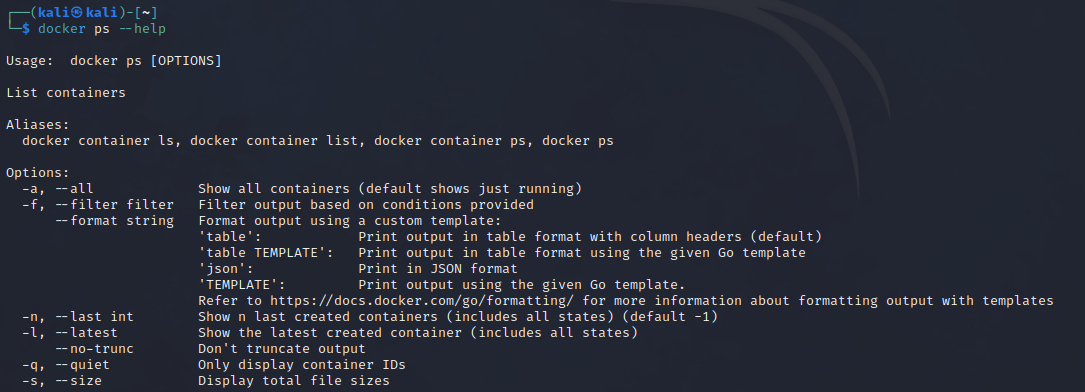 ┌──(kali㉿kali)-[~]
└─$ docker ps --help

Usage:  docker ps [OPTIONS]

List containers

Aliases:
  docker container ls, docker container list, docker container ps, docker ps

Options:
  -a, --all             Show all containers (default shows just running)
  -f, --filter filter   Filter output based on conditions provided
      --format string   Format output using a custom template:
                        'table':            Print output in table format with column headers (default)
                        'table TEMPLATE':   Print output in table format using the given Go template
                        'json':             Print in JSON format
                        'TEMPLATE':         Print output using the given Go template.
                        Refer to https://docs.docker.com/go/formatting/ for more information about formatting output with templates
  -n, --last int        Show n last created containers (includes all states) (default -1)
  -l, --latest          Show the latest created container (includes all states)
      --no-trunc        Don't truncate output
  -q, --quiet           Only display container IDs
  -s, --size            Display total file sizes